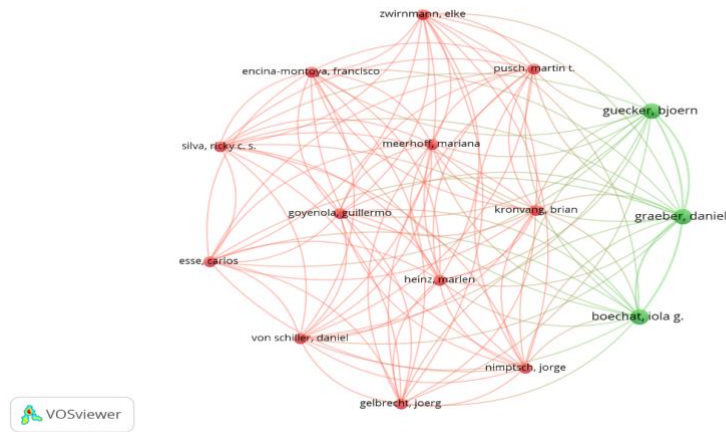 zwirnmann, elke
encina-montoya, francisco
pusch, martin t.
guecker, bjoern
silva, ricky c. s.
meerhoff, mariana
goyenola, guillermo
kronvang, brian
graeber, daniel
esse, carlos
heinz, marlen
boechat, iola g.
von schiller, daniel
nimptsch, jorge
gelbrecht, joerg
VOSviewer